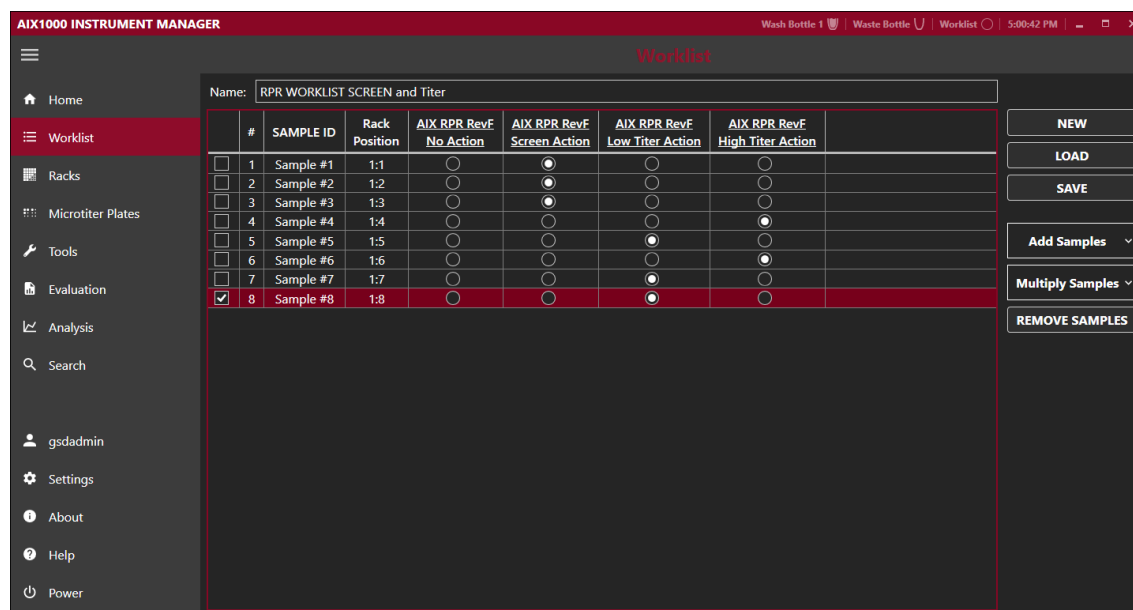 AIX1000 INSTRUMENT MANAGER Wash Bottle 1 | Waste Bottle | Worklist | 5:00:42 PM
Worklist
Home
Worklist
Racks
Microtiter Plates
Tools
Evaluation
Analysis
Search
gsdadmin
Settings
About
Help
Power
Name: RPR WORKLIST SCREEN and Titer
# SAMPLE ID Rack Position AIX RPR RevF No Action AIX RPR RevF Screen Action AIX RPR RevF Low Titer Action AIX RPR RevF High Titer Action
1 Sample #1 1:1
2 Sample #2 1:2
3 Sample #3 1:3
4 Sample #4 1:4
5 Sample #5 1:5
6 Sample #6 1:6
7 Sample #7 1:7
8 Sample #8 1:8
NEW
LOAD
SAVE
Add Samples
Multiply Samples
REMOVE SAMPLES